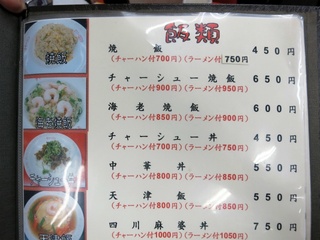 飯類
焼飯 450円
(チャーハン付700円)(ラーメン付750円)
チャーシュー焼飯 650円
(チャーハン付900円)(ラーメン付950円)
海老焼飯 600円
(チャーハン付850円)(ラーメン付900円)
チャーシュー丼 450円
(チャーハン付700円)(ラーメン付750円)
中華丼 550円
(チャーハン付800円)(ラーメン付850円)
天津飯 550円
(チャーハン付800円)(ラーメン付850円)
四川麻婆丼 750円
(チャーハン付1000円)(ラーメン付1050円)
焼飯